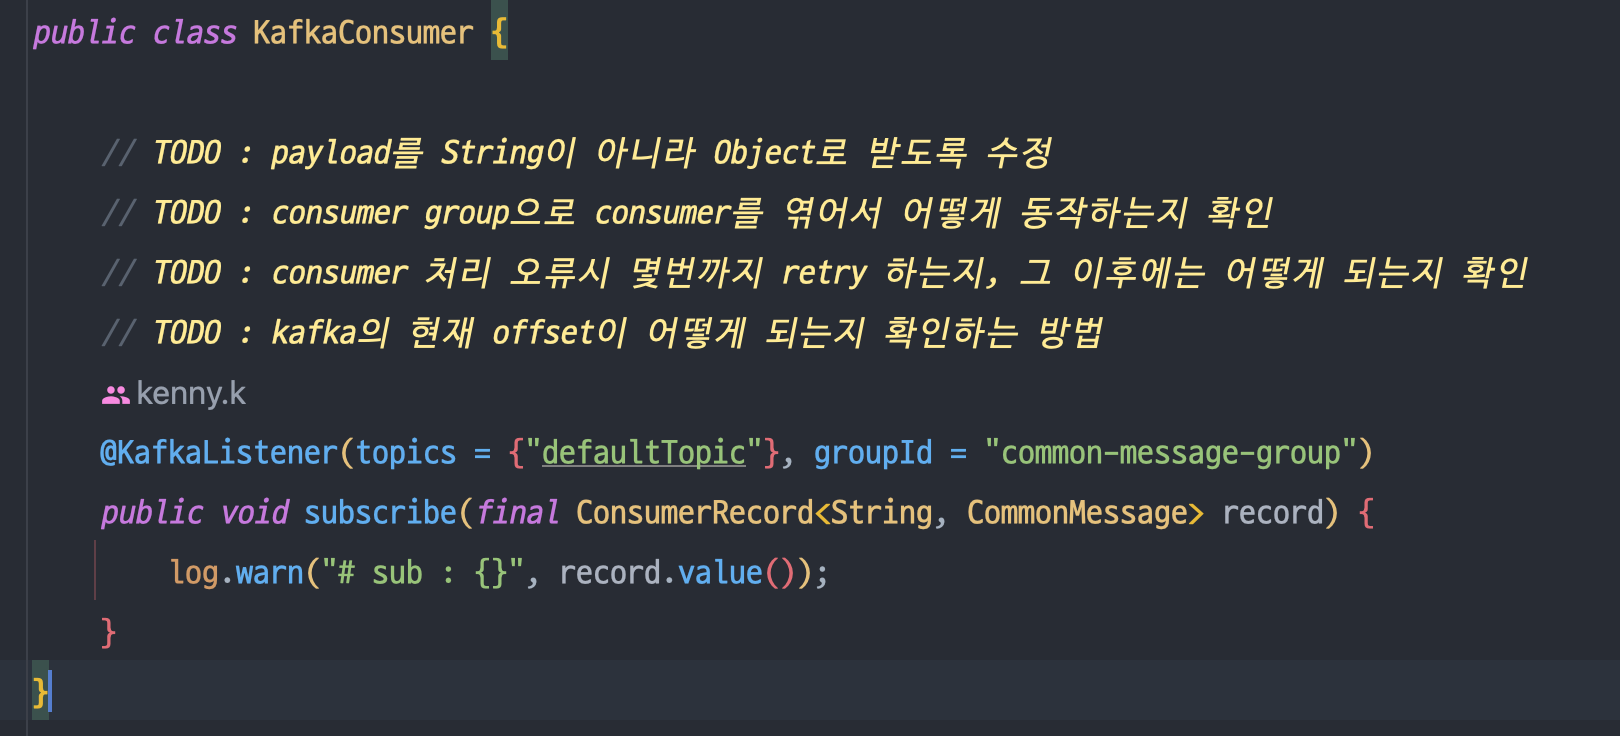 public class KafkaConsumer {
// TODO : payload를 String이 아니라 Object로 받도록 수정
// TODO : consumer group으로 consumer를 엮어서 어떻게 동작하는지 확인
// TODO : consumer 처리 오류시 몇번까지 retry 하는지, 그 이후에는 어떻게 되는지 확인
// TODO : kafka의 현재 offset이 어떻게 되는지 확인하는 방법
kenny.k
@KafkaListener(topics = {"defaultTopic"}, groupId = "common-message-group")
public void subscribe(final ConsumerRecord<String, CommonMessage> record) {
log.warn("# sub : {}", record.value());
}
}